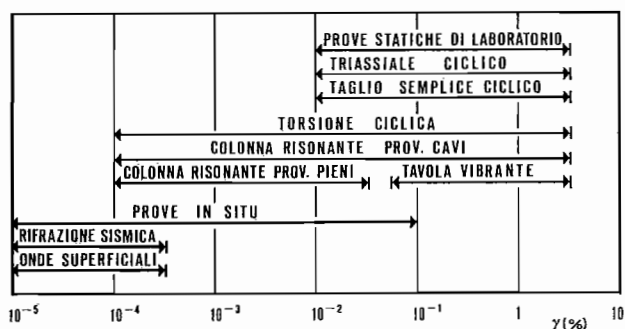 PROVE STATICHE DI LABORATORIO
TRIASSIALE CICLICO
TAGLIO SEMPLICE CICLICO
TORSIONE CICLICA
COLONNA RISONANTE PROV. CAVI
COLONNA RISONANTE PROV. PIENI TAVOLA VIBRANTE
PROVE IN SITU
RIFRAZIONE SISMICA
ONDE SUPERFICIALI
10⁻⁵ 10⁻⁴ 10⁻³ 10⁻² 10⁻¹ 1 γ(%) 10